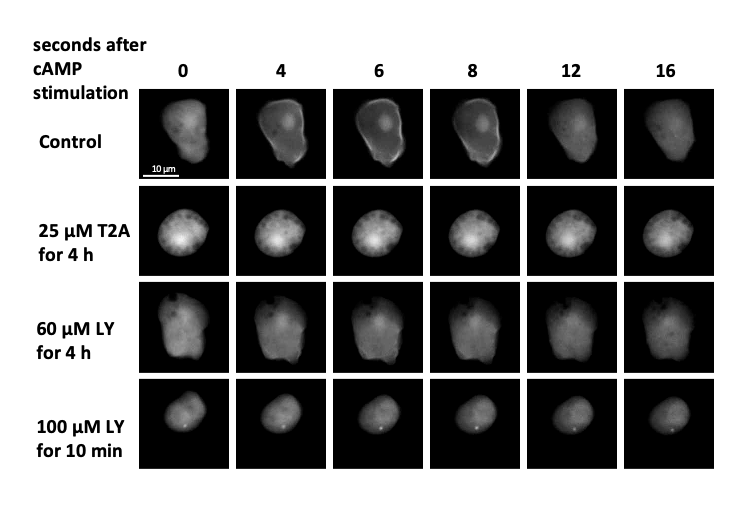 seconds after
cAMP
stimulation
0 4 6 8 12 16
Control
10 µm
25 µM T2A
for 4 h
60 µM LY
for 4 h
100 µM LY
for 10 min